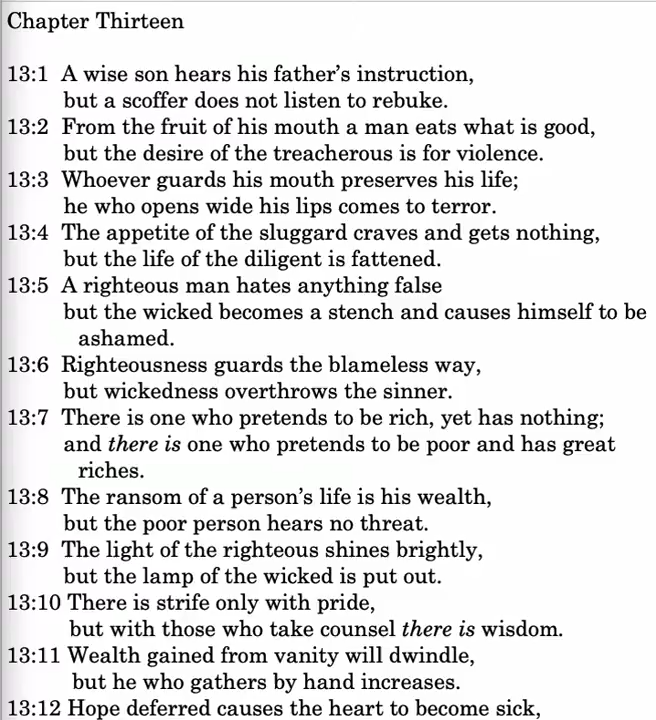 Chapter Thirteen
13:1 A wise son hears his father’s instruction,
but a scoffer does not listen to rebuke.
13:2 From the fruit of his mouth a man eats what is good,
but the desire of the treacherous is for violence.
13:3 Whoever guards his mouth preserves his life;
he who opens wide his lips comes to terror.
13:4 The appetite of the sluggard craves and gets nothing,
but the life of the diligent is fattened.
13:5 A righteous man hates anything false
but the wicked becomes a stench and causes himself to be
ashamed.
13:6 Righteousness guards the blameless way,
but wickedness overthrows the sinner.
13:7 There is one who pretends to be rich, yet has nothing;
and there is one who pretends to be poor and has great
riches.
13:8 The ransom of a person’s life is his wealth,
but the poor person hears no threat.
13:9 The light of the righteous shines brightly,
but the lamp of the wicked is put out.
13:10 There is strife only with pride,
but with those who take counsel there is wisdom.
13:11 Wealth gained from vanity will dwindle,
but he who gathers by hand increases.
13:12 Hope deferred causes the heart to become sick,